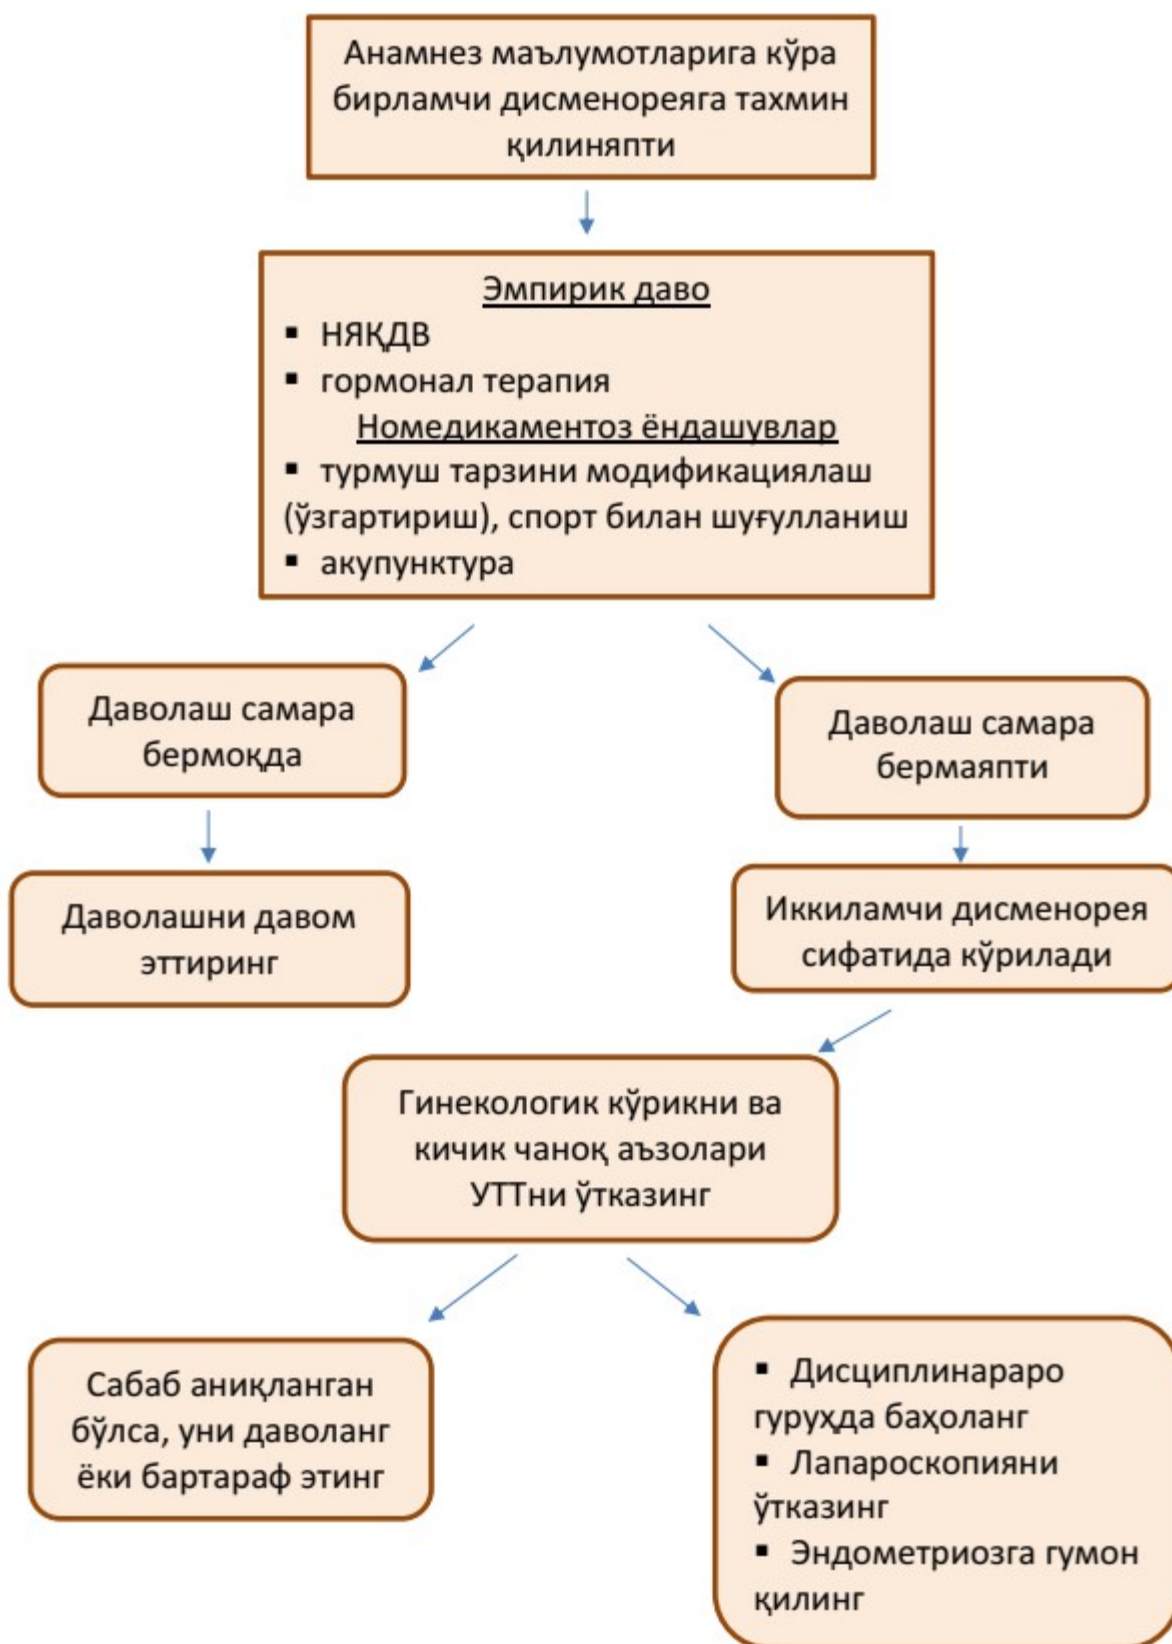 Анамнез маълумотларига кўра
бирламчи дисменореяга тахмин
қилиняпти
Эмпирик даво
▪ НЯҚДВ
▪ гормонал терапия
Номедикаментоз ёндашувлар
▪ турмуш тарзини модификациялаш
(ўзгартириш), спорт билан шуғулланиш
▪ акупунктура
Даволаш самара
бермоқда
Даволаш самара
бермаяпти
Даволашни давом
эттиринг
Иккиламчи дисменорея
сифатида кўрилади
Гинекологик кўрикни ва
кичик чаноқ аъзолари
УТТни ўтказинг
Сабаб аниқланган
бўлса, уни даволанг
ёки бартараф этинг
▪ Дисциплинараро
гуруҳда баҳоланг
▪ Лапароскопияни
ўтказинг
▪ Эндометриозга гумон
қилинг